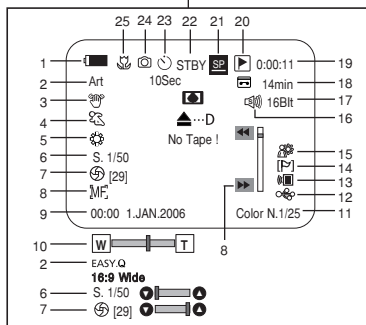 25 24 23 22 21 20
1 STBY SP 0:00:11 19
2 Art 10Sec 14min 18
3 16BIt 17
4 ...D 16
5 No Tape !
6 S. 1/50 15
7 [29] 14
8 MF 13
12
9 00:00 1.JAN.2006 8 Color N.1/25 11
10 W T
2 EASY.Q
16:9 Wide
6 S. 1/50
7 [29]